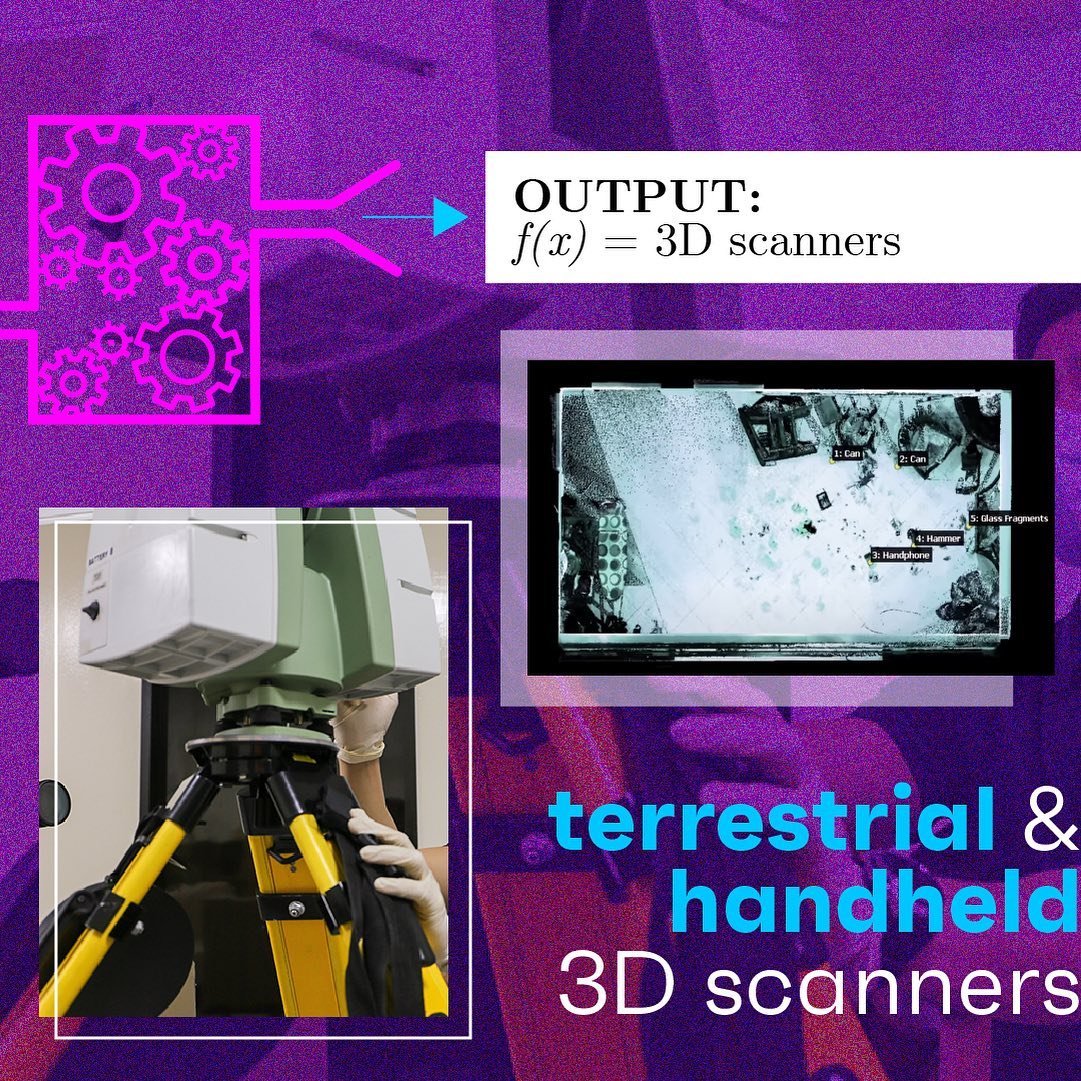 OUTPUT:
f(x) = 3D scanners
1: Can
2: Can
5: Glass Fragments
4: Hammer
3: Handphone
BATTERY
terrestrial &
handheld
3D scanners